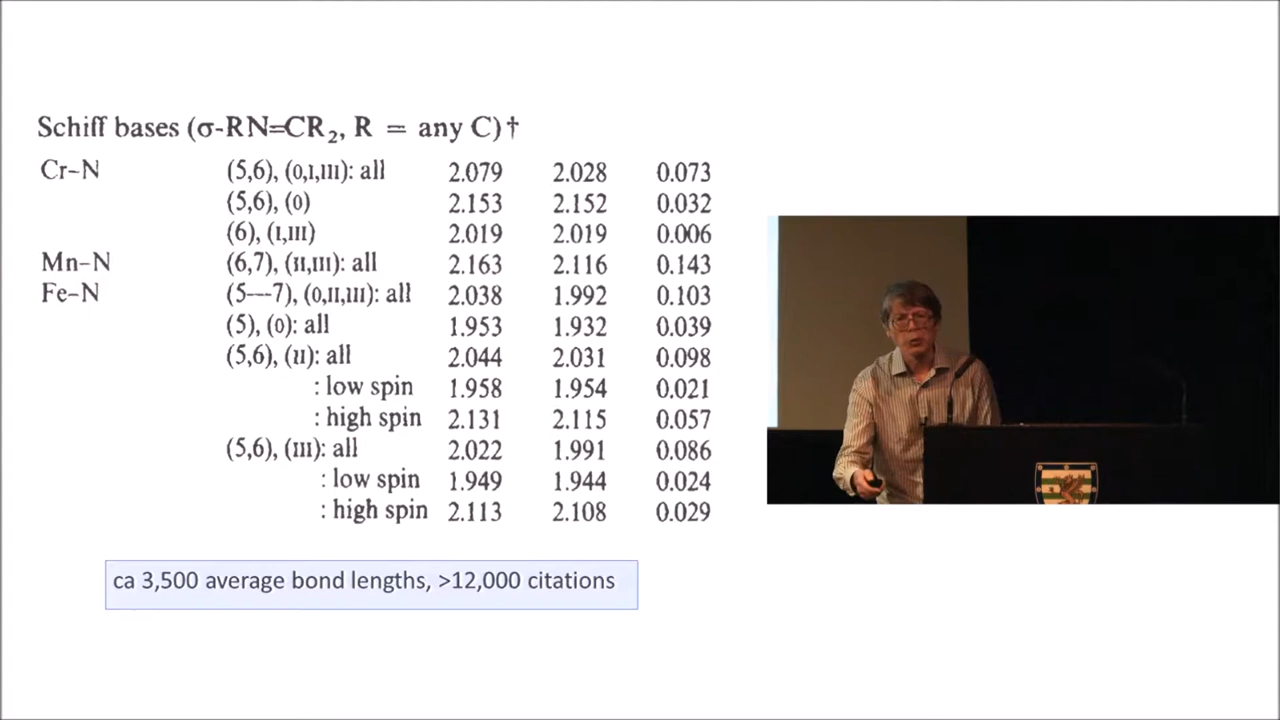 Schiff bases (σ-RN=CR₂, R = any C)†
Cr–N (5,6), (0,I,III): all 2.079 2.028 0.073
(5,6), (0) 2.153 2.152 0.032
(6), (I,III) 2.019 2.019 0.006
Mn–N (6,7), (II,III): all 2.163 2.116 0.143
Fe–N (5—7), (0,II,III): all 2.038 1.992 0.103
(5), (0): all 1.953 1.932 0.039
(5,6), (II): all 2.044 2.031 0.098
: low spin 1.958 1.954 0.021
: high spin 2.131 2.115 0.057
(5,6), (III): all 2.022 1.991 0.086
: low spin 1.949 1.944 0.024
: high spin 2.113 2.108 0.029
ca 3,500 average bond lengths, >12,000 citations